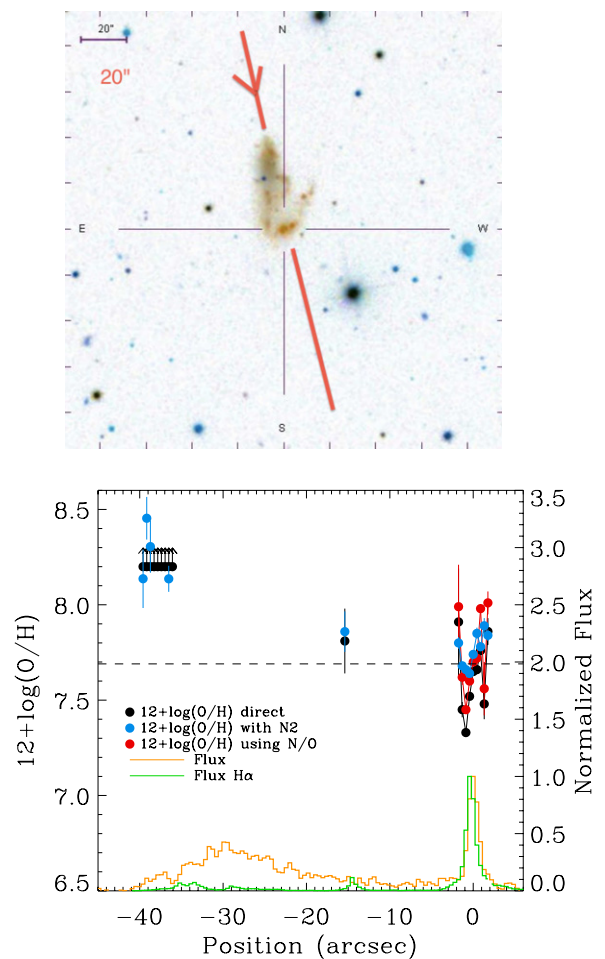 20"
20"
N
E
W
S
8.5
8.0
7.5
7.0
6.5
3.5
3.0
2.5
2.0
1.5
1.0
0.5
0.0
12+log(O/H)
Normalized Flux
12+log(O/H) direct
12+log(O/H) with N2
12+log(O/H) using N/O
Flux
Flux Hα
−40
−30
−20
−10
0
Position (arcsec)